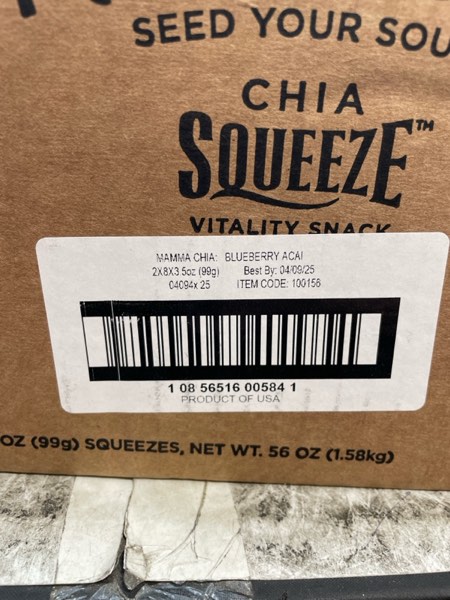 SEED YOUR SOU
CHIA
SQUEEZE™
VITALITY SNACK
MAMMA CHIA: BLUEBERRY ACAI
2X8X3.5oz (99g) Best By: 04/09/25
04094x 25 ITEM CODE: 100156
1 08 56516 00584 1
PRODUCT OF USA
OZ (99g) SQUEEZES, NET WT. 56 OZ (1.58kg)